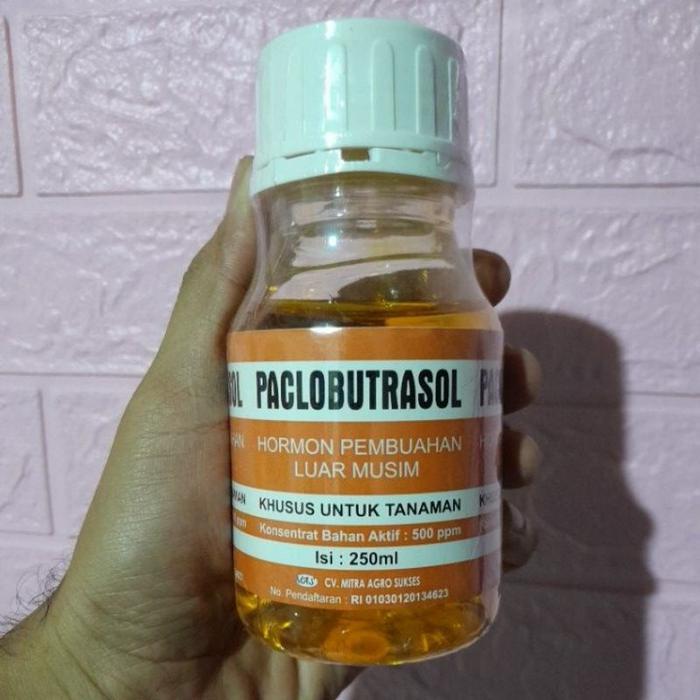 PACLOBUTRASOL
HORMON PEMBUAHAN
LUAR MUSIM
KHUSUS UNTUK TANAMAN
Konsentrat Bahan Aktif : 500 ppm
Isi : 250ml
CV. MITRA AGRO SUKSES
No. Pendaftaran : RI 01030120134623